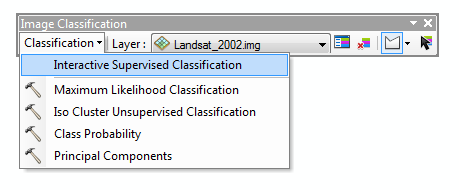 Image Classification
Classification Layer : Landsat_2002.img
Interactive Supervised Classification
Maximum Likelihood Classification
Iso Cluster Unsupervised Classification
Class Probability
Principal Components